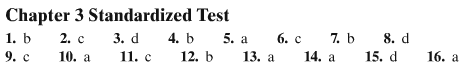 Chapter 3 Standardized Test
1. b 2. c 3. d 4. b 5. a 6. c 7. b 8. d
9. c 10. a 11. c 12. b 13. a 14. a 15. d 16. a